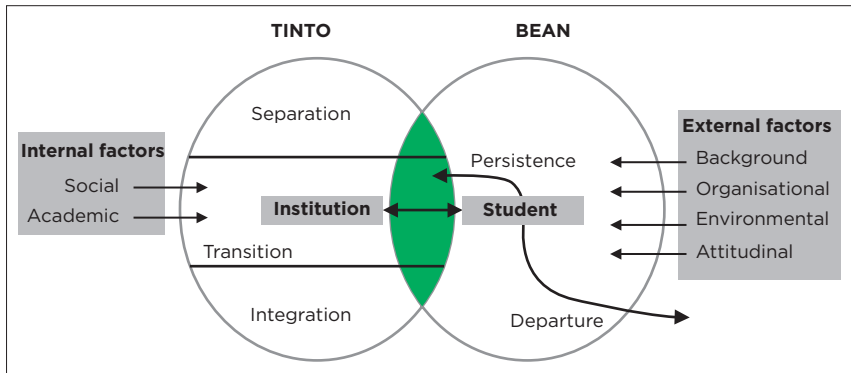 TINTO
BEAN
Separation
Internal factors
Social
Academic
Institution
Transition
Integration
Persistence
Student
Departure
External factors
Background
Organisational
Environmental
Attitudinal